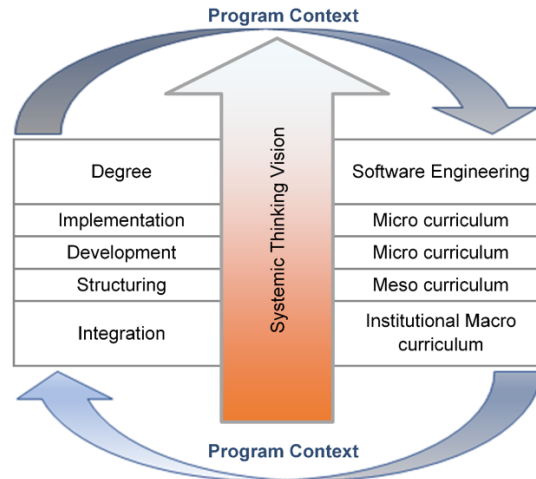 Program Context
Degree
Software Engineering
Systemic Thinking Vision
Implementation
Micro curriculum
Development
Micro curriculum
Structuring
Meso curriculum
Integration
Institutional Macro
curriculum
Program Context